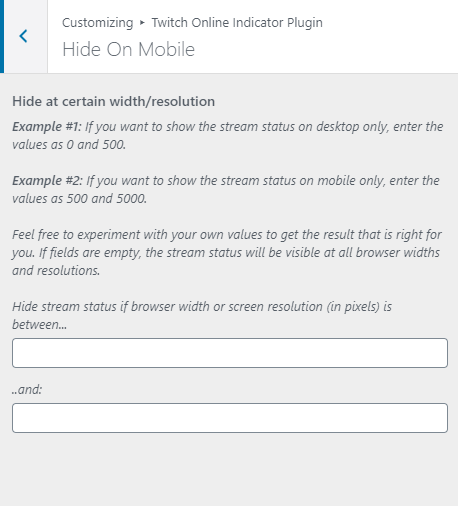 Customizing ▸ Twitch Online Indicator Plugin
Hide On Mobile
Hide at certain width/resolution
Example #1: If you want to show the stream status on desktop only, enter the
values as 0 and 500.
Example #2: If you want to show the stream status on mobile only, enter the
values as 500 and 5000.
Feel free to experiment with your own values to get the result that is right for
you. If fields are empty, the stream status will be visible at all browser widths
and resolutions.
Hide stream status if browser width or screen resolution (in pixels) is
between...
..and: